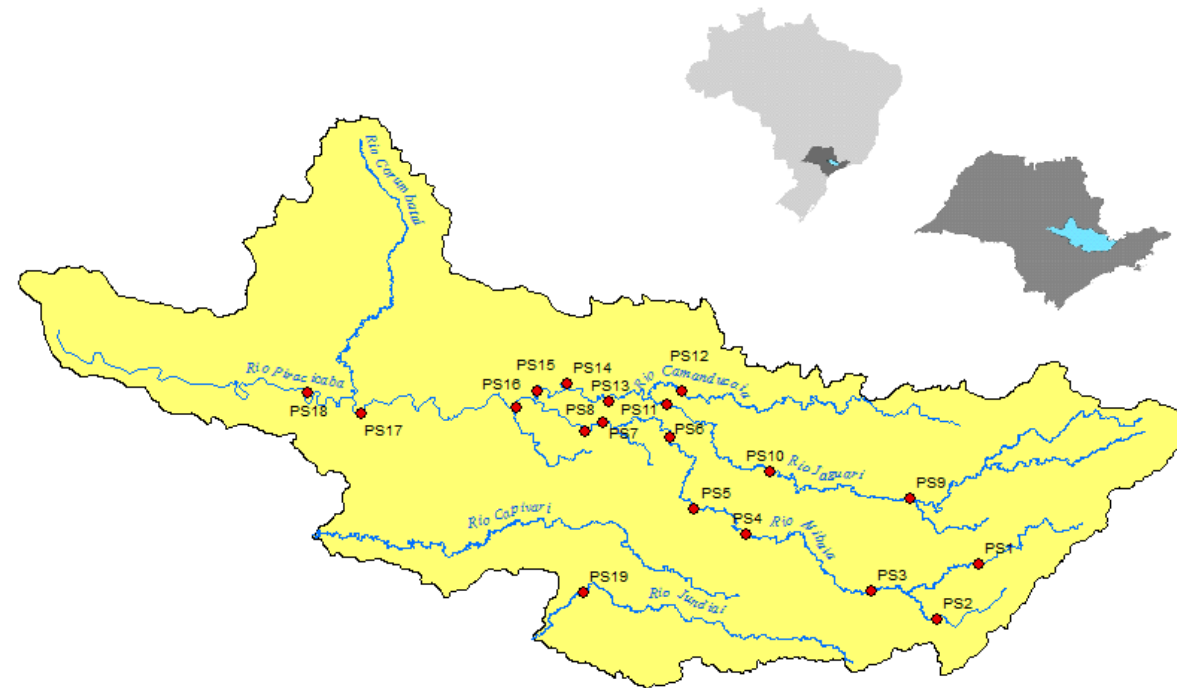 Rio Corumbataí
PS15
PS14
PS12
Rio Piracicaba
PS16
PS13
Rio Camanducaia
PS18
PS8
PS11
PS17
PS7
PS6
PS10
Rio Jaguari
PS9
PS5
Rio Capivari
PS4
Rio Atibaia
PS1
PS19
PS3
Rio Jundiaí
PS2